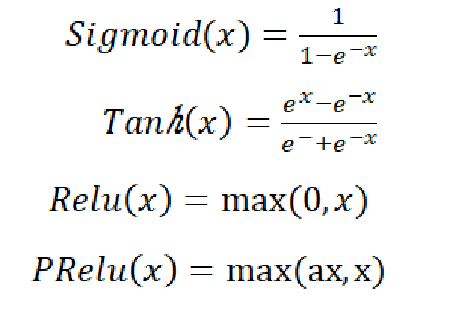 Sigmoid(x) = 1 / 1−e^−x
Tanℎ(x) = e^x−e^−x / e^−+e^−x
Relu(x) = max(0, x)
PRelu(x) = max(ax, x)